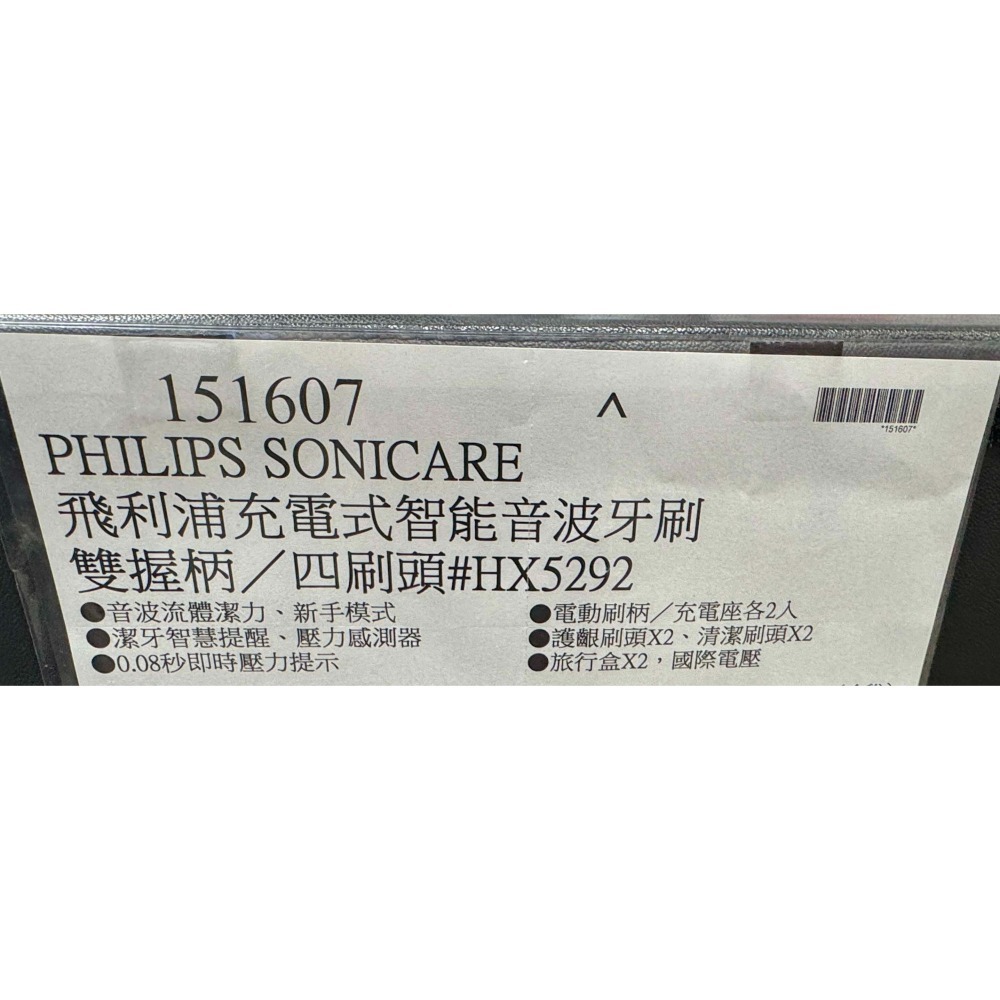 151607
^
*151607*
PHILIPS SONICARE
飛利浦充電式智能音波牙刷
雙握柄／四刷頭#HX5292
●音波流體潔力、新手模式
●潔牙智慧提醒、壓力感測器
●0.08秒即時壓力提示
●電動刷柄／充電座各2入
●護齦刷頭X2、清潔刷頭X2
●旅行盒X2，國際電壓